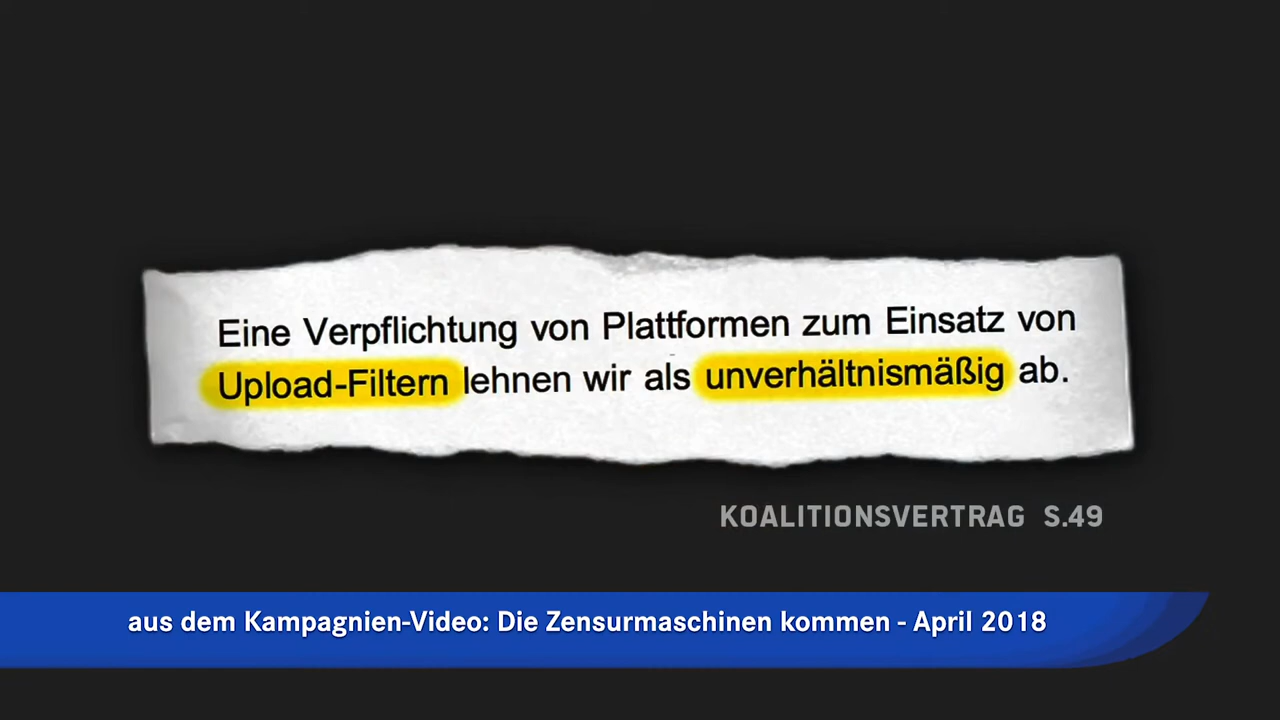 Eine Verpflichtung von Plattformen zum Einsatz von
Upload-Filtern lehnen wir als unverhältnismäßig ab.
KOALITIONSVERTRAG S.49
aus dem Kampagnien-Video: Die Zensurmaschinen kommen - April 2018